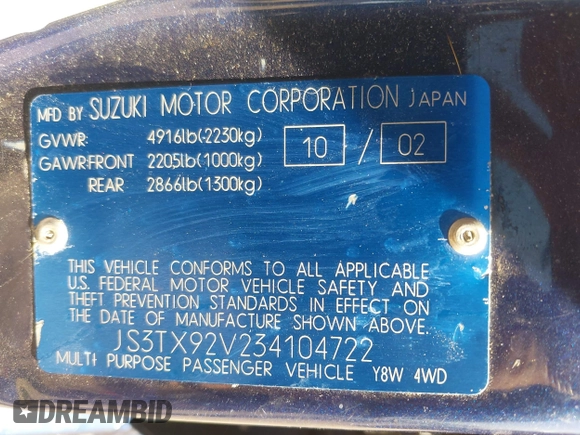 MFD BY SUZUKI MOTOR CORPORATION JAPAN
GVWR: 4916lb(2230kg) 10 / 02
GAWR:FRONT 2205lb(1000kg)
REAR 2866lb(1300kg)
THIS VEHICLE CONFORMS TO ALL APPLICABLE
U.S. FEDERAL MOTOR VEHICLE SAFETY AND
THEFT PREVENTION STANDARDS IN EFFECT ON
THE DATE OF MANUFACTURE SHOWN ABOVE.
JS3TX92V234104722
MULTI PURPOSE PASSENGER VEHICLE Y8W 4WD
DREAMBID